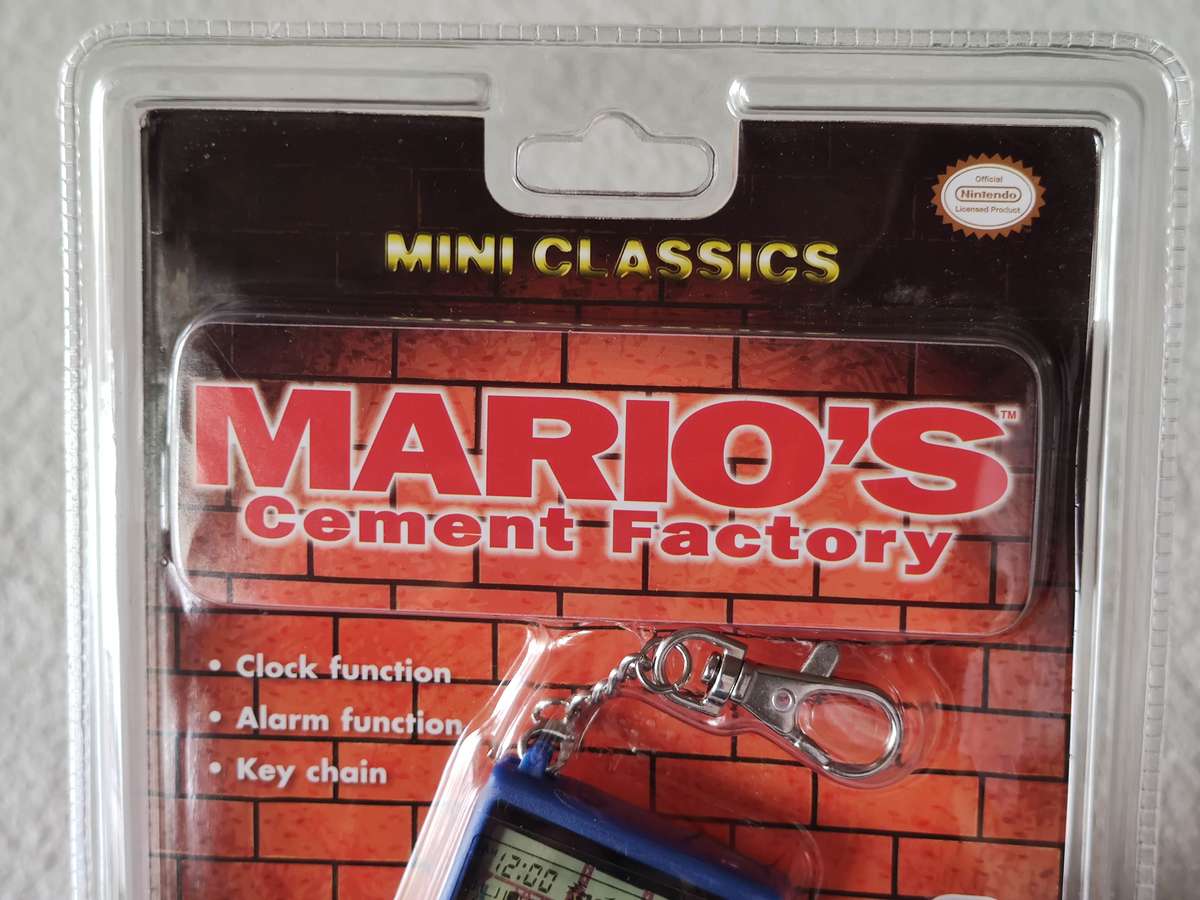 Official
Nintendo
Licensed Product
MINI CLASSICS
MARIO'S™
Cement Factory
• Clock function
• Alarm function
• Key chain
12:00